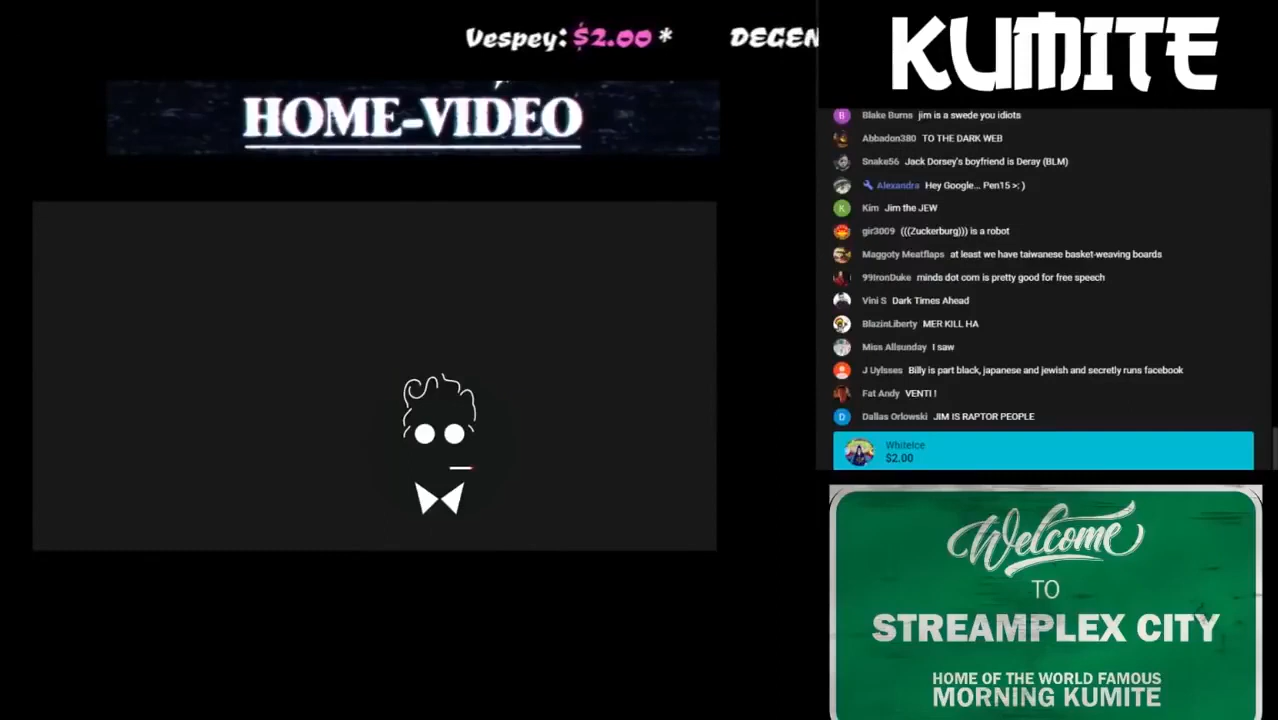 Vespey: $2.00 * DEGEN
KUMITE
HOME-VIDEO
Blake Burns jim is a swede you idiots
Abbadon380 TO THE DARK WEB
Snake56 Jack Dorsey's boyfriend is Deray (BLM)
Alexandra Hey Google... Pen15 >: )
Kim Jim the JEW
gir3009 (((Zuckerburg))) is a robot
Maggoty Meatflaps at least we have taiwanese basket-weaving boards
99IronDuke minds dot com is pretty good for free speech
Vini S Dark Times Ahead
BlazinLiberty MER KILL HA
Miss Allsunday I saw
J Uylsses Billy is part black, japanese and jewish and secretly runs facebook
Fat Andy VENTI !
Dallas Orlowski JIM IS RAPTOR PEOPLE
WhiteIce
$2.00
Welcome
TO
STREAMPLEX CITY
HOME OF THE WORLD FAMOUS
MORNING KUMITE